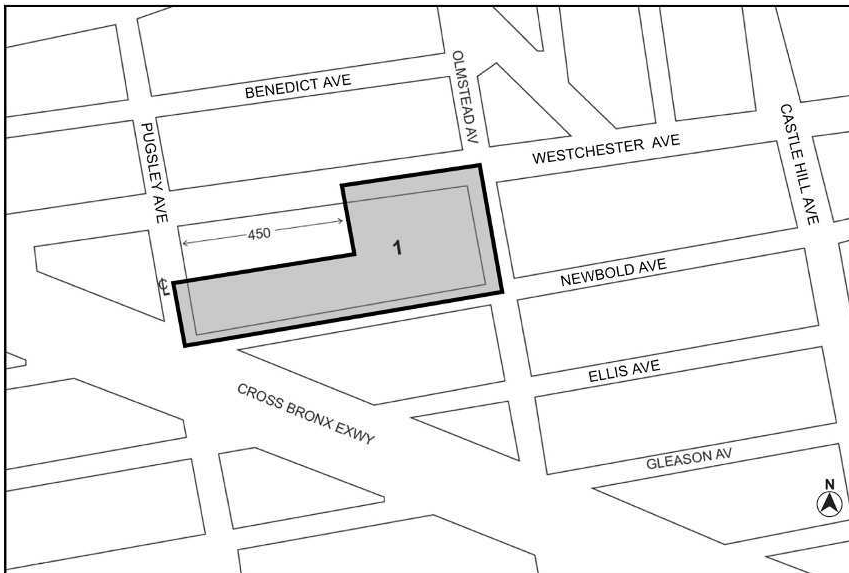 BENEDICT AVE
OLMSTEAD AV
PUGSLEY AVE
WESTCHESTER AVE
CASTLE HILL AVE
450
1
NEWBOLD AVE
ELLIS AVE
CROSS BRONX EXWY
GLEASON AV
N